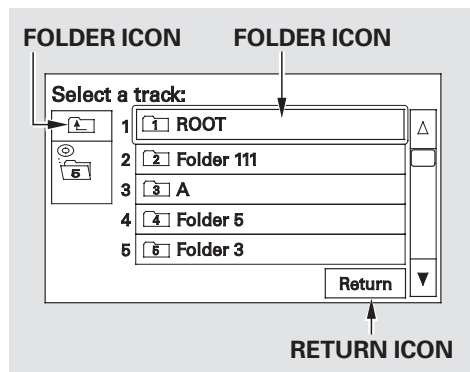 FOLDER ICON FOLDER ICON
Select a track:
1 1 ROOT
5
2 2 Folder 111
3 3 A
4 4 Folder 5
5 5 Folder 3
Return
RETURN ICON